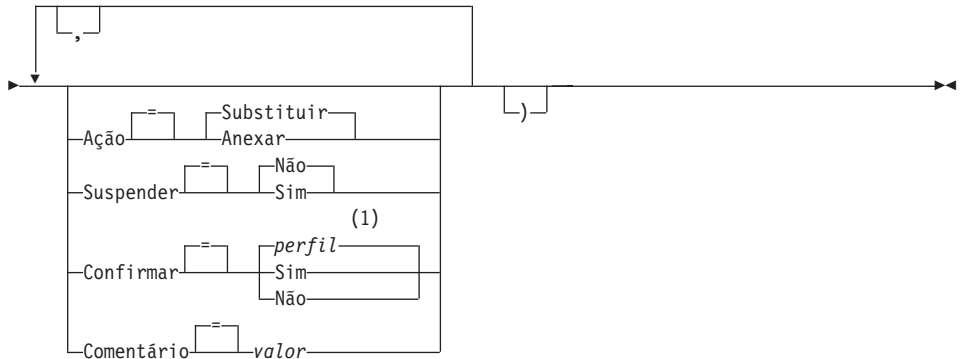 ,
)
= Substituir
Ação Anexar
= Não
Suspender Sim
(1)
= perfil
Confirmar Sim
Não
=
Comentário valor